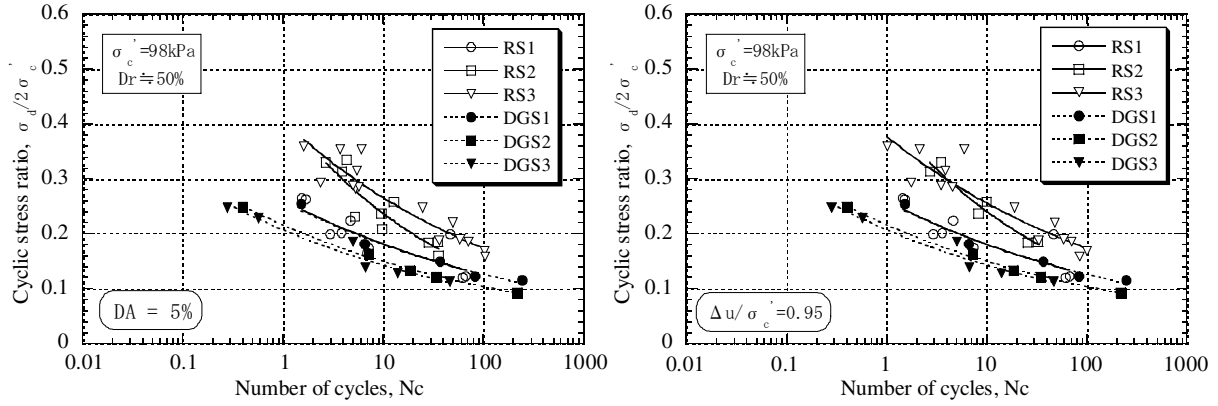 Cyclic stress ratio, σd/2σc'
0.6
0.5
0.4
0.3
0.2
0.1
0
σc'=98kPa
Dr≒50%
RS1
RS2
RS3
DGS1
DGS2
DGS3
DA = 5%
0.01 0.1 1 10 100 1000
Number of cycles, Nc
Cyclic stress ratio, σd/2σc'
0.6
0.5
0.4
0.3
0.2
0.1
0
σc'=98kPa
Dr≒50%
RS1
RS2
RS3
DGS1
DGS2
DGS3
Δu/σc'=0.95
0.01 0.1 1 10 100 1000
Number of cycles, Nc